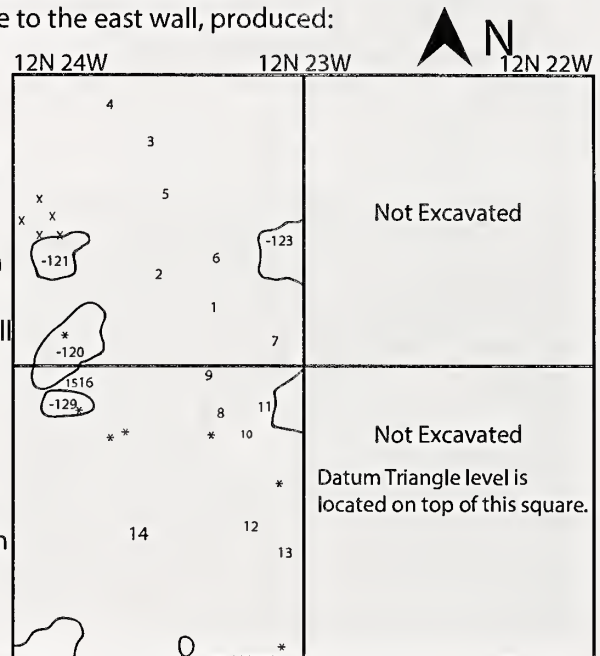 e to the east wall, produced:
N
12N 24W 12N 23W 12N 22W
4
3
5
x
x x
x x
Not Excavated
-121 -123
6
2
1
7
*
-120
9
1516
-129 * 8 11
* * * 10
Not Excavated
* Datum Triangle level is
located on top of this square.
14 12
13
*